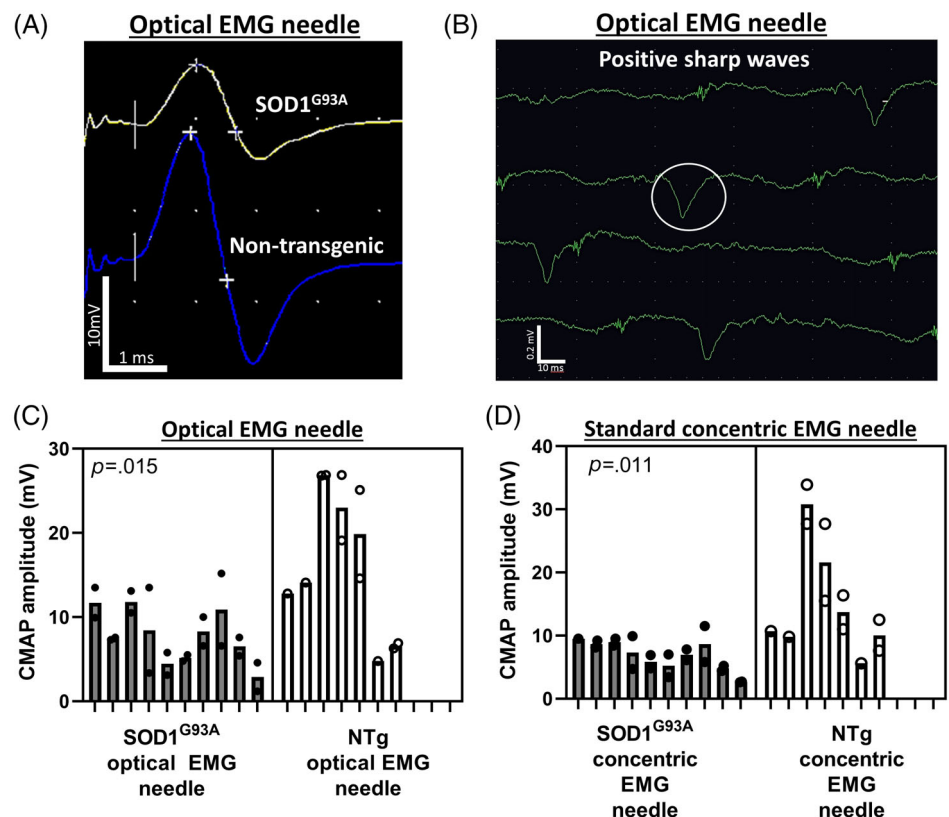 (A)
Optical EMG needle
SOD1G93A
Non-transgenic
10mV
1 ms
(B)
Optical EMG needle
Positive sharp waves
0.2 mV
10 ms
(C)
Optical EMG needle
p=.015
CMAP amplitude (mV)
30
20
10
0
SOD1G93A
optical EMG
needle
NTg
optical EMG
needle
(D)
Standard concentric EMG needle
p=.011
CMAP amplitude (mV)
40
30
20
10
0
SOD1G93A
concentric
EMG
needle
NTg
concentric
EMG
needle